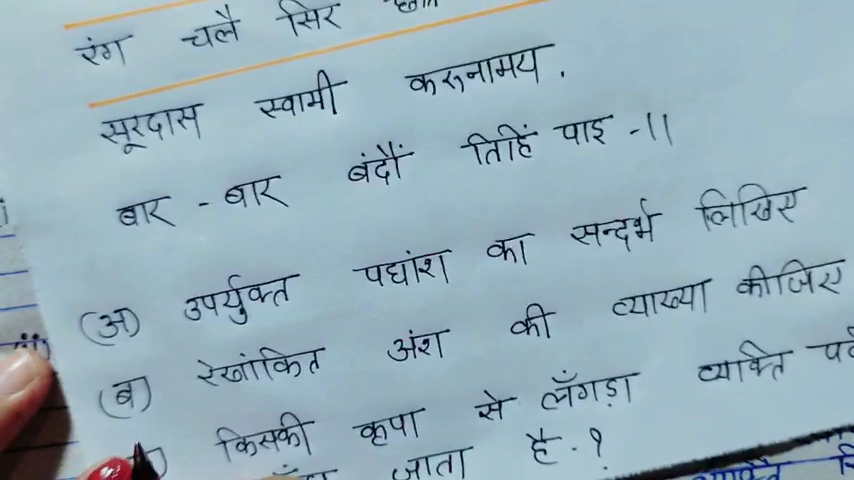 रंग चलै सिर
सूरदास स्वामी करुनामय .
बार - बार बंदौं तिहिं पाइ -॥
(अ) उपर्युक्त पद्यांश का सन्दर्भ लिखिए
(ब) रेखांकित अंश की व्याख्या कीजिए
किसकी कृपा से लँगड़ा व्यक्ति
जाता है - ?